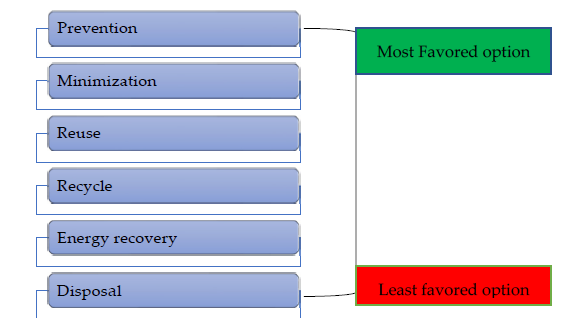 Prevention
Most Favored option
Minimization
Reuse
Recycle
Energy recovery
Disposal
Least favored option